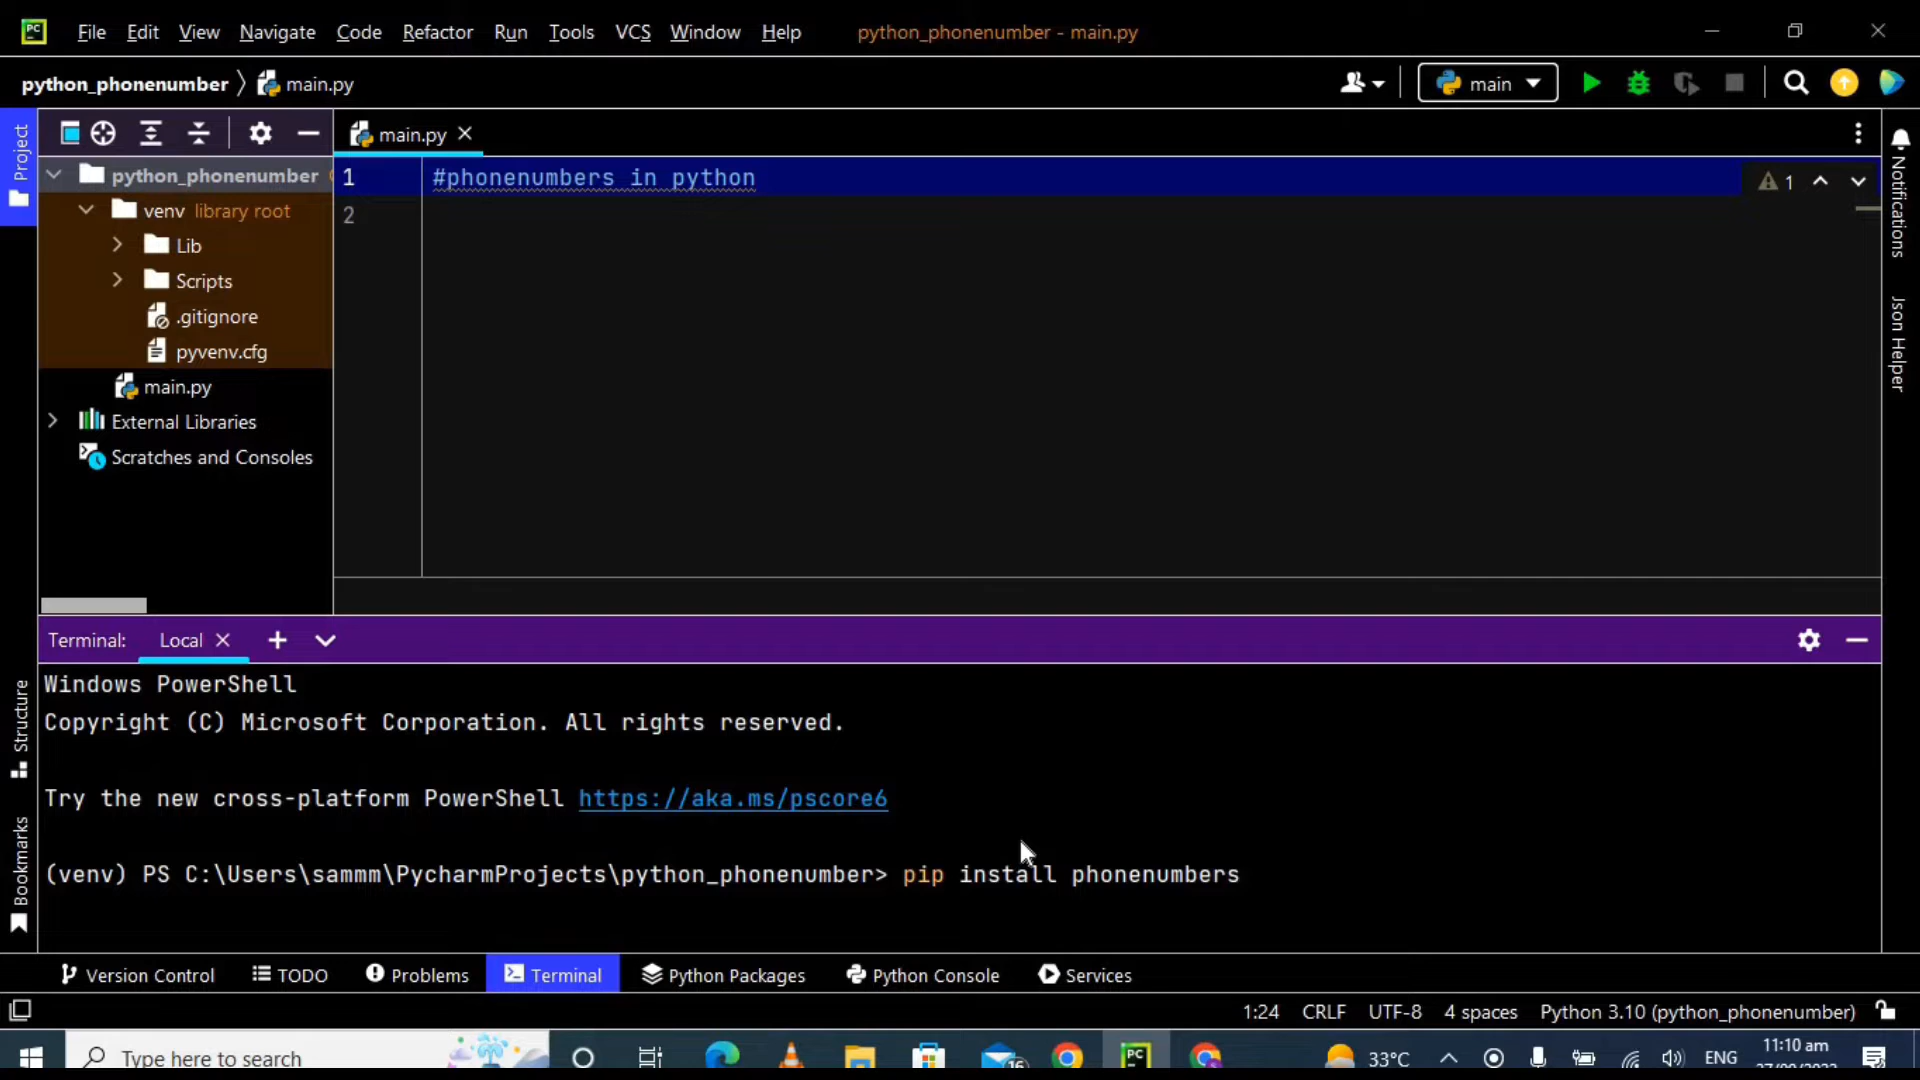 PC File Edit View Navigate Code Refactor Run Tools VCS Window Help python_phonenumber - main.py
python_phonenumber main.py main
Project
main.py
python_phonenumber
venv library root
Lib
Scripts
.gitignore
pyvenv.cfg
main.py
External Libraries
Scratches and Consoles
1 #phonenumbers in python
2
1
Notifications
Json Helper
Terminal: Local
Windows PowerShell
Copyright (C) Microsoft Corporation. All rights reserved.
Try the new cross-platform PowerShell https://aka.ms/pscore6
(venv) PS C:\Users\sammm\PycharmProjects\python_phonenumber> pip install phonenumbers
Structure
Bookmarks
Version Control TODO Problems Terminal Python Packages Python Console Services
1:24 CRLF UTF-8 4 spaces Python 3.10 (python_phonenumber)
Type here to search 16 PC 33°C ENG 11:10 am